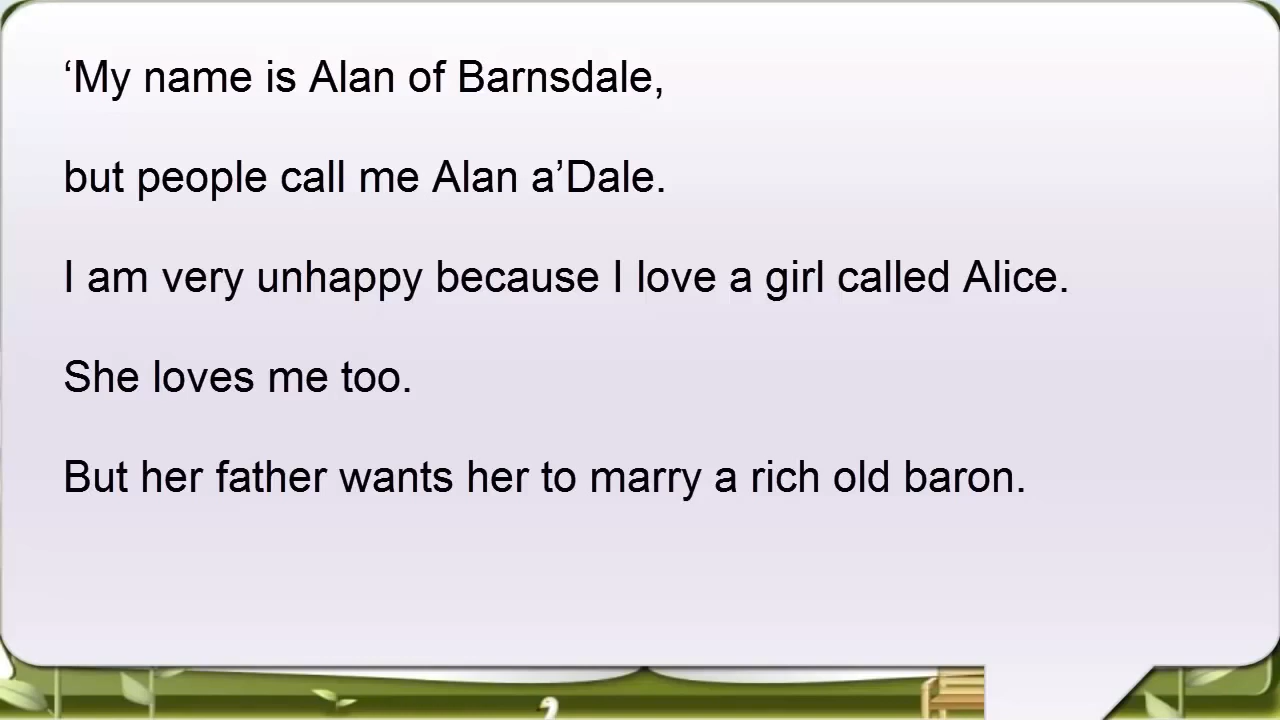 ‘My name is Alan of Barnsdale,
but people call me Alan a’Dale.
I am very unhappy because I love a girl called Alice.
She loves me too.
But her father wants her to marry a rich old baron.